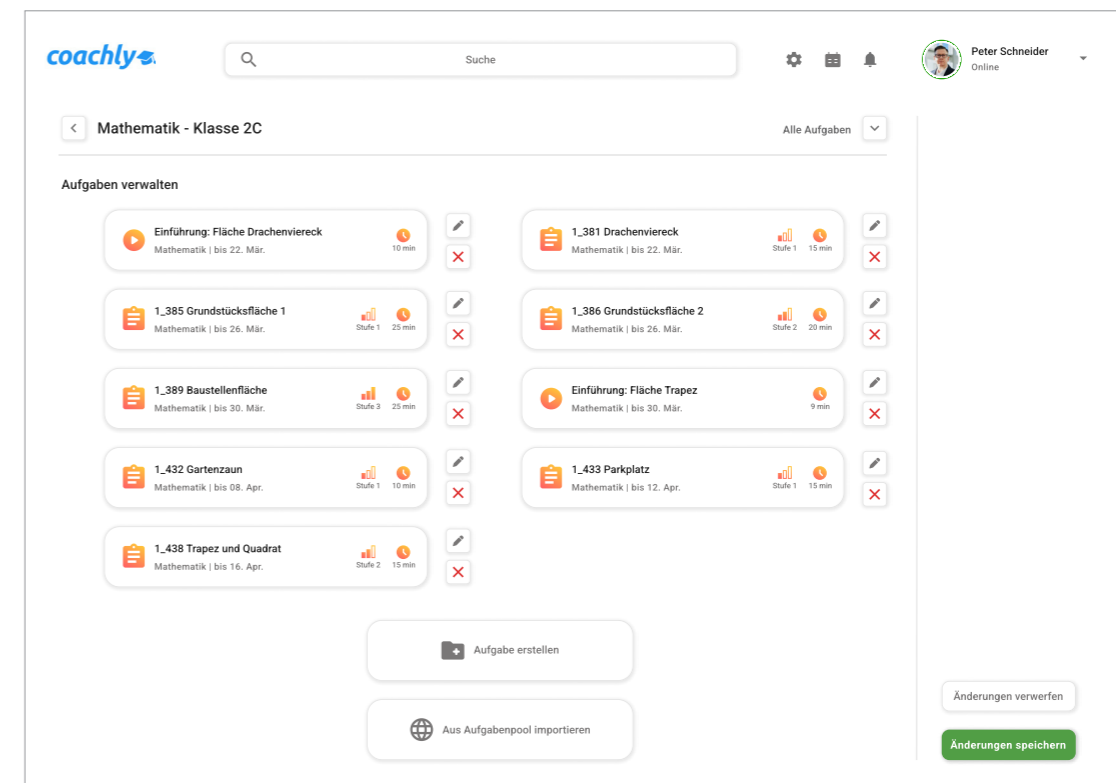 coachly
Suche
Peter Schneider
Online
Mathematik - Klasse 2C
Alle Aufgaben
Aufgaben verwalten
Einführung: Fläche Drachenviereck
Mathematik | bis 22. Mär.
10 min
1_381 Drachenviereck
Mathematik | bis 22. Mär.
Stufe 1 15 min
1_385 Grundstücksfläche 1
Mathematik | bis 26. Mär.
Stufe 1 25 min
1_386 Grundstücksfläche 2
Mathematik | bis 26. Mär.
Stufe 2 20 min
1_389 Baustellenfläche
Mathematik | bis 30. Mär.
Stufe 3 25 min
Einführung: Fläche Trapez
Mathematik | bis 30. Mär.
9 min
1_432 Gartenzaun
Mathematik | bis 08. Apr.
Stufe 1 10 min
1_433 Parkplatz
Mathematik | bis 12. Apr.
Stufe 1 15 min
1_438 Trapez und Quadrat
Mathematik | bis 16. Apr.
Stufe 2 15 min
Aufgabe erstellen
Aus Aufgabenpool importieren
Änderungen verwerfen
Änderungen speichern